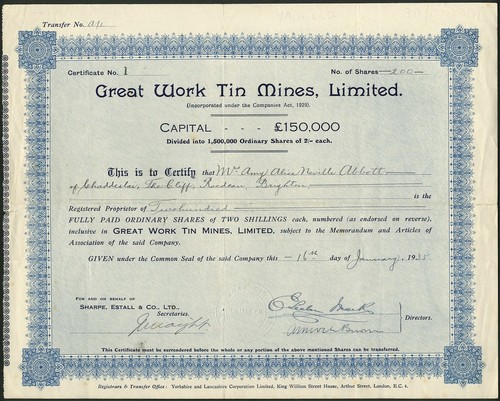 Transfer No. a/c
Certificate No. 1
No. of Shares —200—
Great Work Tin Mines, Limited.
(Incorporated under the Companies Act, 1929).
CAPITAL - - - £150,000
Divided into 1,500,000 Ordinary Shares of 2/- each.
This is to Certify that Mrs Amy Alice Neville Abbott
of Chaddeslar, The Cliff, Roedean, Brighton is the
Registered Proprietor of Two hundred
FULLY PAID ORDINARY SHARES of TWO SHILLINGS each, numbered (as endorsed on reverse),
inclusive in GREAT WORK TIN MINES, LIMITED, subject to the Memorandum and Articles of
Association of the said Company.
GIVEN under the Common Seal of the said Company this — 16th day of January, 1935
FOR AND ON BEHALF OF
SHARPE, ESTALL & CO., LTD.,
Secretaries.
Directors.
This Certificate must be surrendered before the whole or any portion of the above mentioned Shares can be transferred.
Registrars & Transfer Office: Yorkshire and Lancashire Corporation Limited, King William Street House, Arthur Street, London, E.C. 4.